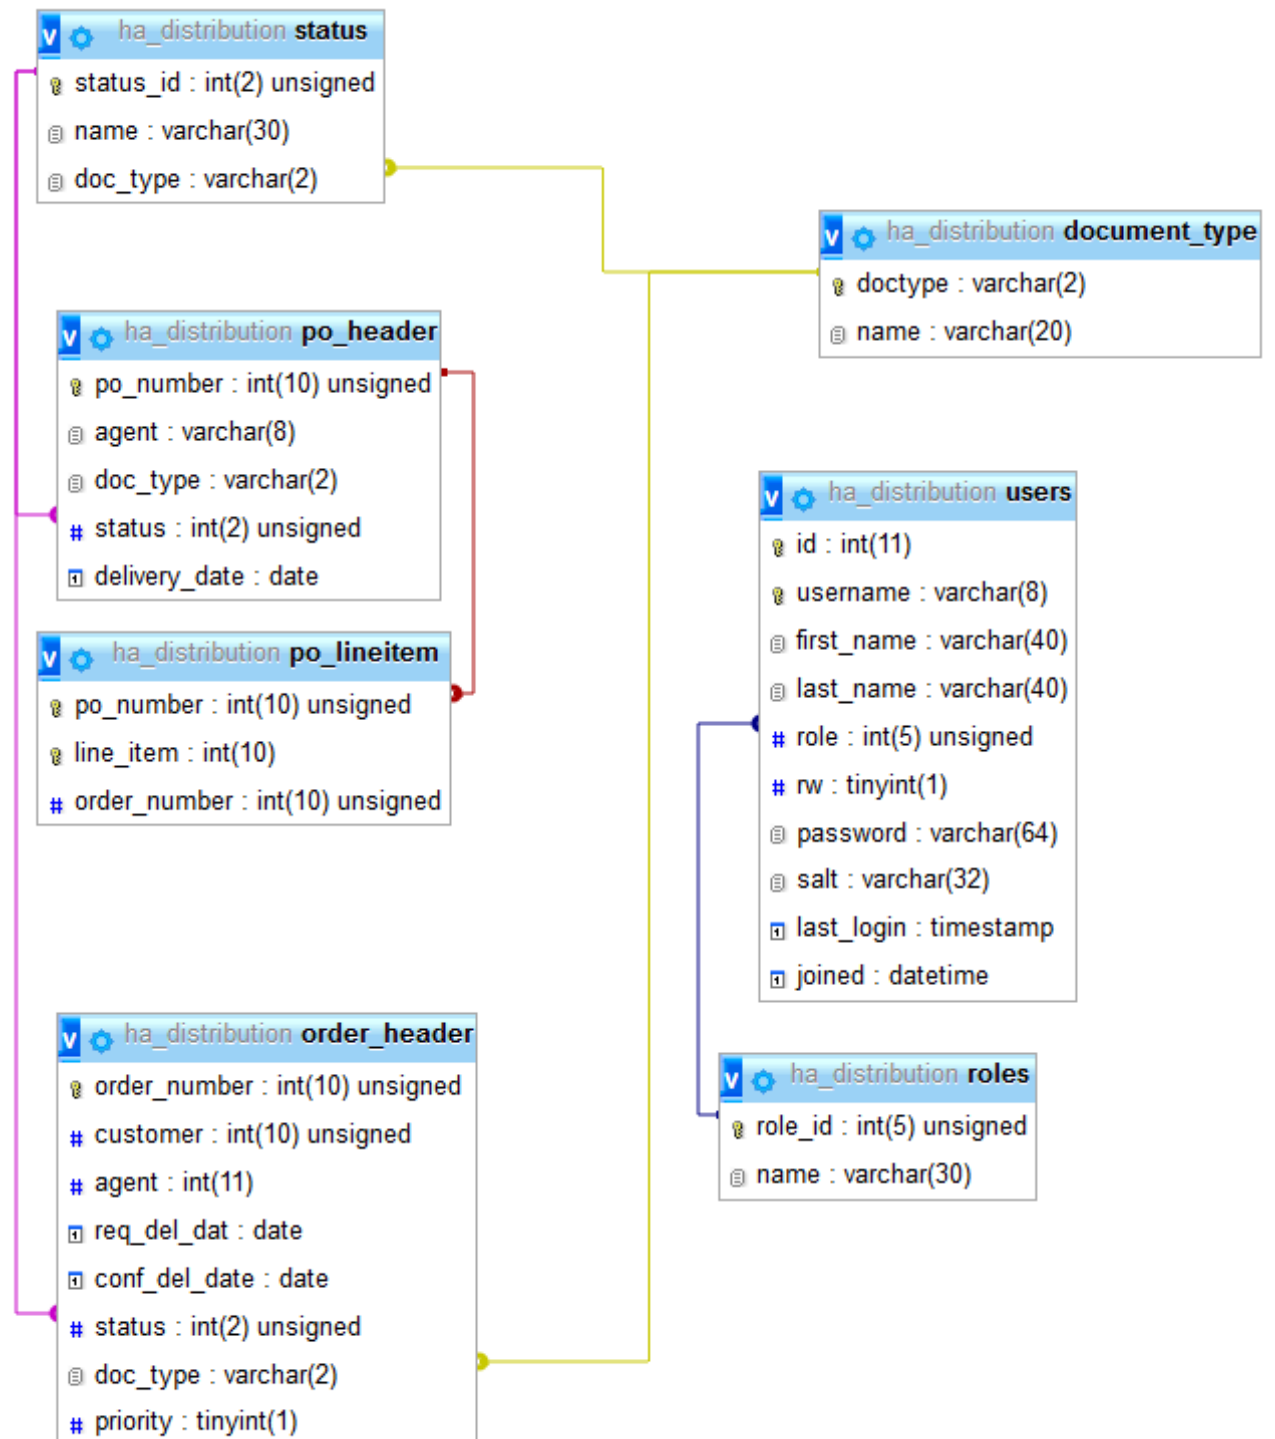 v ha_distribution status
status_id : int(2) unsigned
name : varchar(30)
doc_type : varchar(2)
v ha_distribution document_type
doctype : varchar(2)
name : varchar(20)
v ha_distribution po_header
po_number : int(10) unsigned
agent : varchar(8)
doc_type : varchar(2)
# status : int(2) unsigned
delivery_date : date
v ha_distribution users
id : int(11)
username : varchar(8)
first_name : varchar(40)
last_name : varchar(40)
# role : int(5) unsigned
# rw : tinyint(1)
password : varchar(64)
salt : varchar(32)
last_login : timestamp
joined : datetime
v ha_distribution po_lineitem
po_number : int(10) unsigned
line_item : int(10)
# order_number : int(10) unsigned
v ha_distribution order_header
order_number : int(10) unsigned
# customer : int(10) unsigned
# agent : int(11)
req_del_dat : date
conf_del_date : date
# status : int(2) unsigned
doc_type : varchar(2)
# priority : tinyint(1)
v ha_distribution roles
role_id : int(5) unsigned
name : varchar(30)